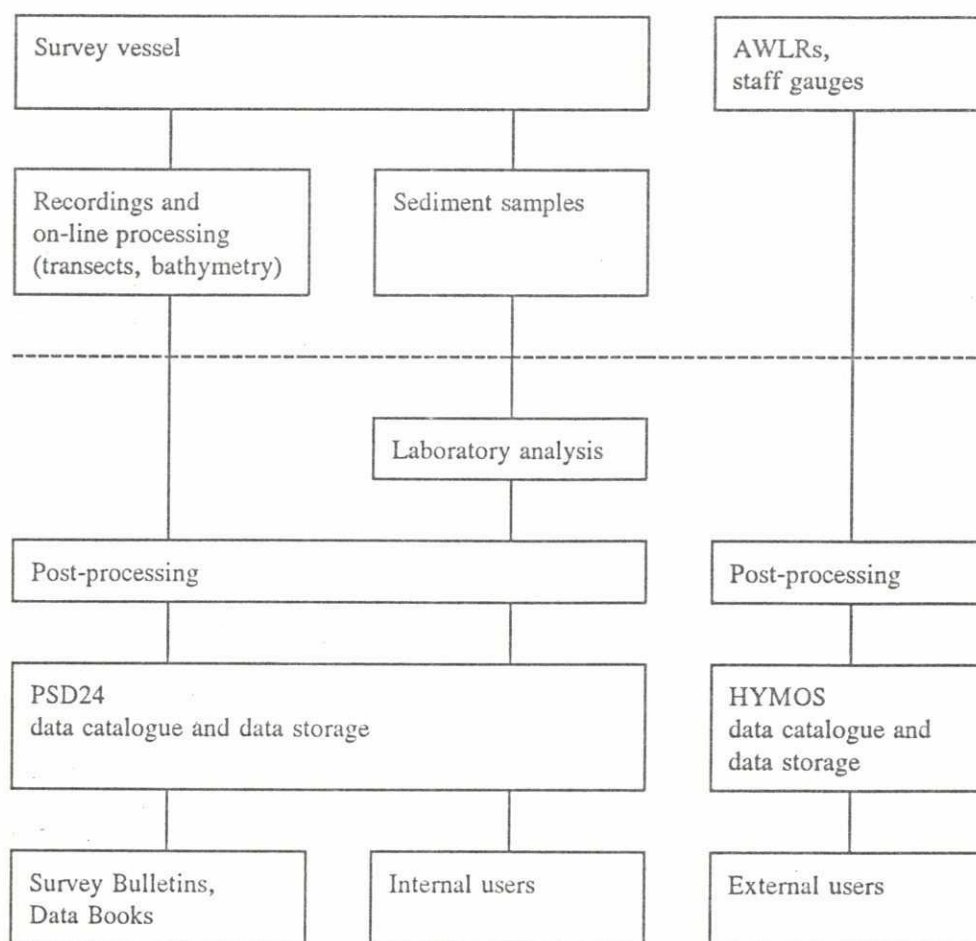 Survey vessel
AWLRs,
staff gauges
Recordings and
on-line processing
(transects, bathymetry)
Sediment samples
Laboratory analysis
Post-processing
Post-processing
PSD24
data catalogue and data storage
HYMOS
data catalogue and
data storage
Survey Bulletins,
Data Books
Internal users
External users